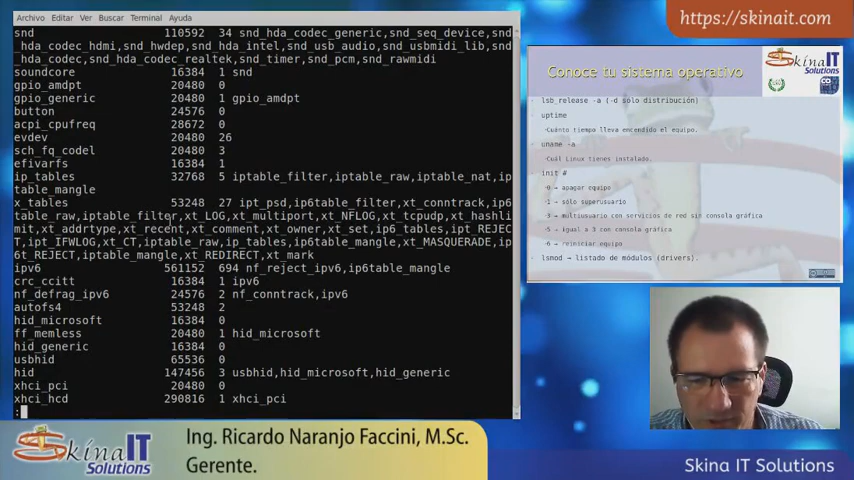 Archivo Editar Ver Buscar Terminal Ayuda
snd 110592 34 snd_hda_codec_generic,snd_seq_device,snd
_hda_codec_hdmi,snd_hwdep,snd_hda_intel,snd_usb_audio,snd_usbmidi_lib,snd
_hda_codec,snd_hda_codec_realtek,snd_timer,snd_pcm,snd_rawmidi
soundcore 16384 1 snd
gpio_amdpt 20480 0
gpio_generic 20480 1 gpio_amdpt
button 24576 0
acpi_cpufreq 28672 0
evdev 20480 26
sch_fq_codel 20480 3
efivarfs 16384 1
ip_tables 32768 5 iptable_filter,iptable_raw,iptable_nat,ip
table_mangle
x_tables 53248 27 ipt_psd,ip6table_filter,xt_conntrack,ip6
table_raw,iptable_filter,xt_LOG,xt_multiport,xt_NFLOG,xt_tcpudp,xt_hashli
mit,xt_addrtype,xt_recent,xt_comment,xt_owner,xt_set,ip6_tables,ipt_REJEC
T,ipt_IFWLOG,xt_CT,iptable_raw,ip_tables,ip6table_mangle,xt_MASQUERADE,ip
6t_REJECT,iptable_mangle,xt_REDIRECT,xt_mark
ipv6 561152 694 nf_reject_ipv6,ip6table_mangle
crc_ccitt 16384 1 ipv6
nf_defrag_ipv6 24576 2 nf_conntrack,ipv6
autofs4 53248 2
hid_microsoft 16384 0
ff_memless 20480 1 hid_microsoft
hid_generic 16384 0
usbhid 65536 0
hid 147456 3 usbhid,hid_microsoft,hid_generic
xhci_pci 20480 0
xhci_hcd 290816 1 xhci_pci
:
https://skinait.com
Conoce tu sistema operativo
SkinaIT
Solutions
lsb_release -a (-d sólo distribución)
uptime
-Cuánto tiempo lleva encendido el equipo.
uname -a
-Cuál Linux tienes instalado.
init #
-0 → apagar equipo
-1 → sólo superusuario
-3 → multiusuario con servicios de red sin consola gráfica
-5 → igual a 3 con consola gráfica
-6 → reiniciar equipo
lsmod → listado de módulos (drivers).
SkinaIT
Solutions
Ing. Ricardo Naranjo Faccini, M.Sc.
Gerente.
Skina IT Solutions